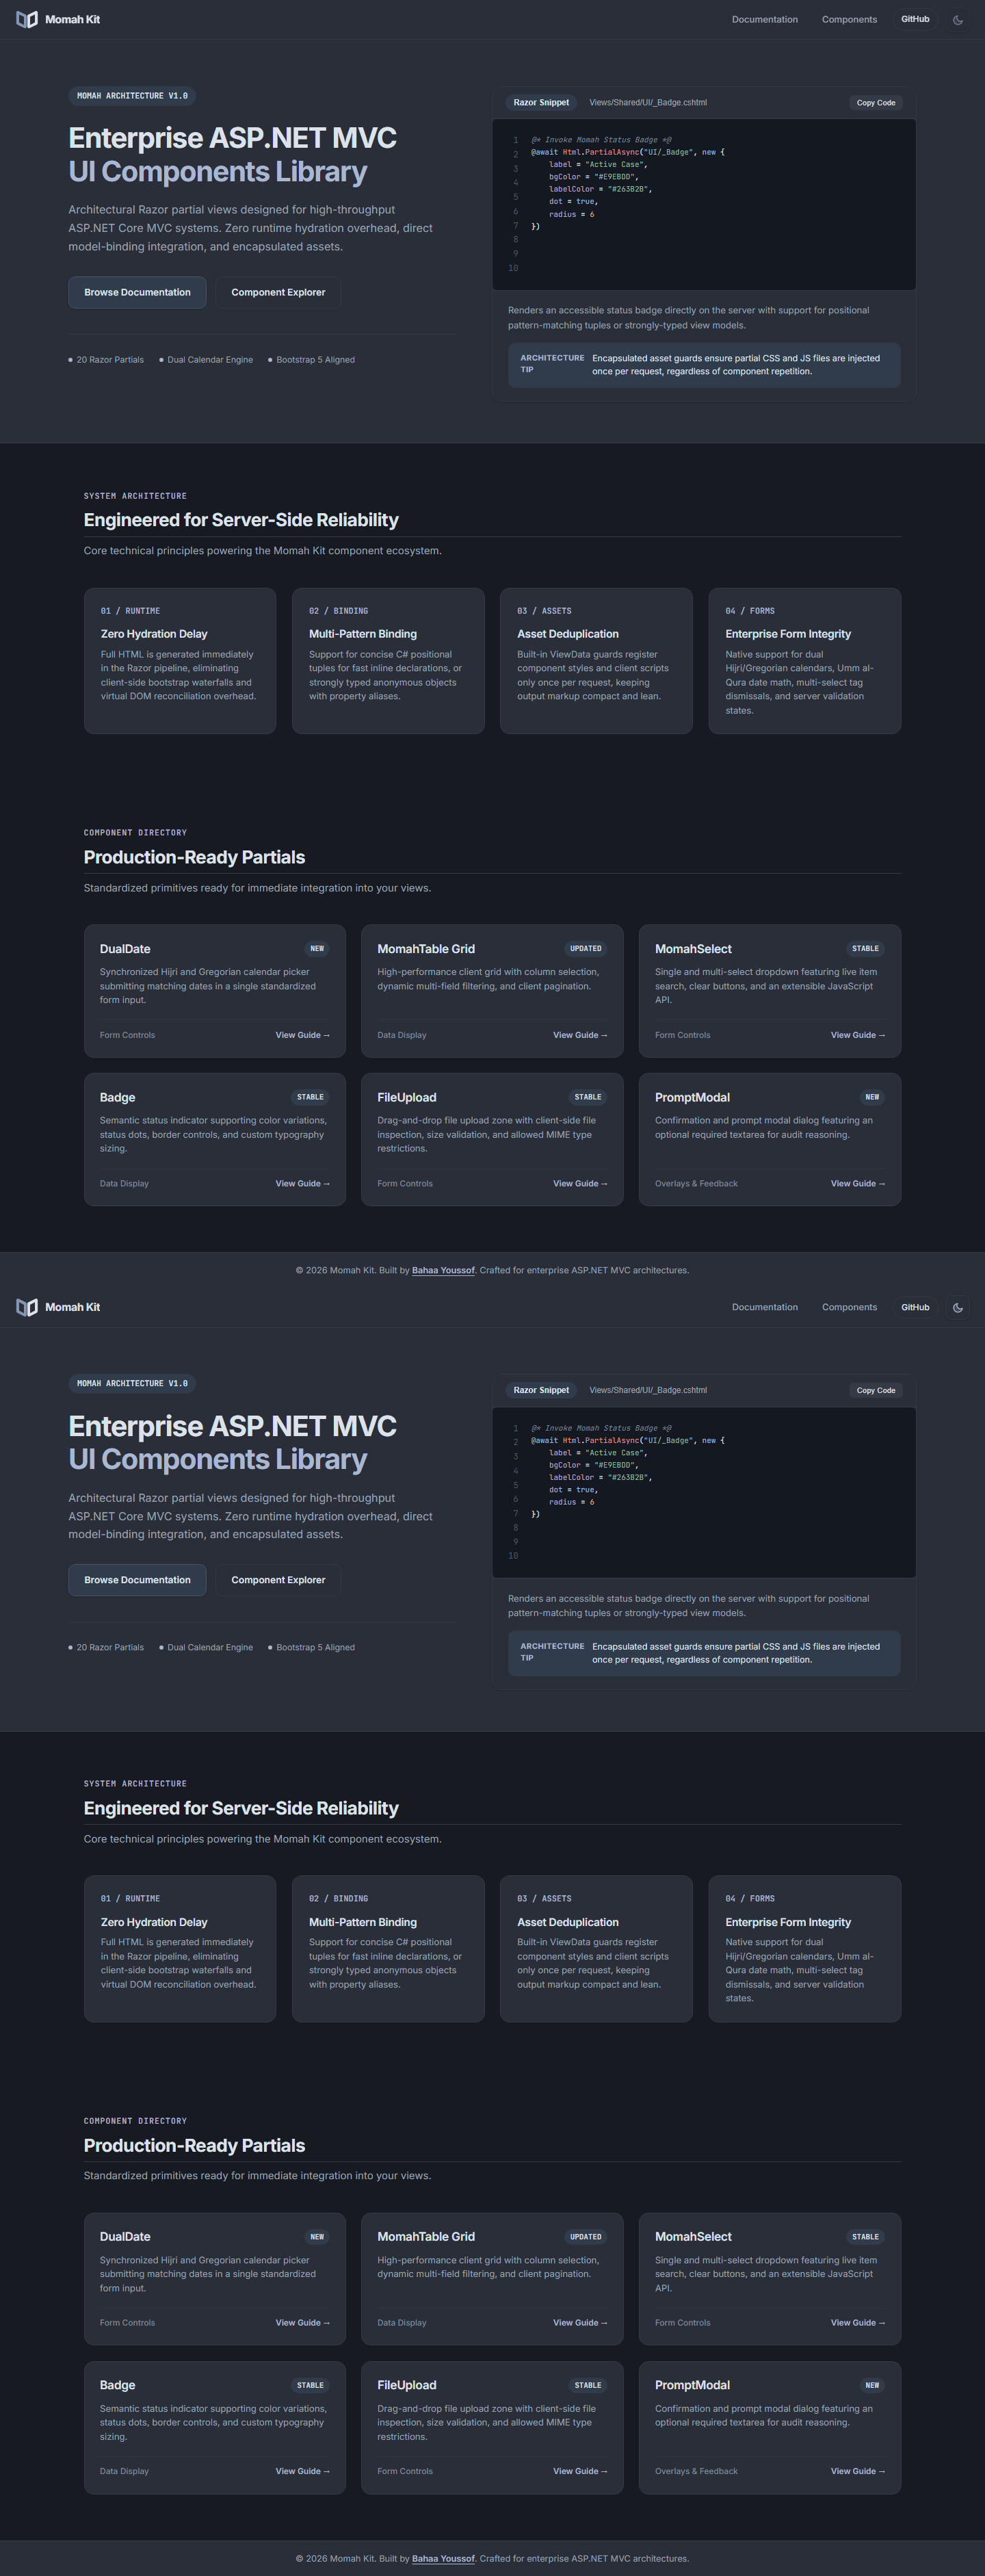 Momah Kit
Documentation Components GitHub
MOMAH ARCHITECTURE V1.0
Enterprise ASP.NET MVC
UI Components Library
Architectural Razor partial views designed for high-throughput
ASP.NET Core MVC systems. Zero runtime hydration overhead, direct
model-binding integration, and encapsulated assets.
Browse Documentation Component Explorer
20 Razor Partials Dual Calendar Engine Bootstrap 5 Aligned
Razor Snippet Views/Shared/UI/_Badge.cshtml Copy Code
1
2
3
4
5
6
7
8
9
10
@* Invoke Momah Status Badge *@
@await Html.PartialAsync("UI/_Badge", new {
label = "Active Case",
bgColor = "#E9EBDD",
labelColor = "#263B2B",
dot = true,
radius = 6
})
Renders an accessible status badge directly on the server with support for positional
pattern-matching tuples or strongly-typed view models.
ARCHITECTURE
TIP
Encapsulated asset guards ensure partial CSS and JS files are injected
once per request, regardless of component repetition.
SYSTEM ARCHITECTURE
Engineered for Server-Side Reliability
Core technical principles powering the Momah Kit component ecosystem.
01 / RUNTIME
Zero Hydration Delay
Full HTML is generated immediately
in the Razor pipeline, eliminating
client-side bootstrap waterfalls and
virtual DOM reconciliation overhead.
02 / BINDING
Multi-Pattern Binding
Support for concise C# positional
tuples for fast inline declarations, or
strongly typed anonymous objects
with property aliases.
03 / ASSETS
Asset Deduplication
Built-in ViewData guards register
component styles and client scripts
only once per request, keeping
output markup compact and lean.
04 / FORMS
Enterprise Form Integrity
Native support for dual
Hijri/Gregorian calendars, Umm al-
Qura date math, multi-select tag
dismissals, and server validation
states.
COMPONENT DIRECTORY
Production-Ready Partials
Standardized primitives ready for immediate integration into your views.
DualDate NEW
Synchronized Hijri and Gregorian calendar picker
submitting matching dates in a single standardized
form input.
Form Controls View Guide →
MomahTable Grid UPDATED
High-performance client grid with column selection,
dynamic multi-field filtering, and client pagination.
Data Display View Guide →
MomahSelect STABLE
Single and multi-select dropdown featuring live item
search, clear buttons, and an extensible JavaScript
API.
Form Controls View Guide →
Badge STABLE
Semantic status indicator supporting color variations,
status dots, border controls, and custom typography
sizing.
Data Display View Guide →
FileUpload STABLE
Drag-and-drop file upload zone with client-side file
inspection, size validation, and allowed MIME type
restrictions.
Form Controls View Guide →
PromptModal NEW
Confirmation and prompt modal dialog featuring an
optional required textarea for audit reasoning.
Overlays & Feedback View Guide →
© 2026 Momah Kit. Built by Bahaa Youssof. Crafted for enterprise ASP.NET MVC architectures.
Momah Kit
Documentation Components GitHub
MOMAH ARCHITECTURE V1.0
Enterprise ASP.NET MVC
UI Components Library
Architectural Razor partial views designed for high-throughput
ASP.NET Core MVC systems. Zero runtime hydration overhead, direct
model-binding integration, and encapsulated assets.
Browse Documentation Component Explorer
20 Razor Partials Dual Calendar Engine Bootstrap 5 Aligned
Razor Snippet Views/Shared/UI/_Badge.cshtml Copy Code
1
2
3
4
5
6
7
8
9
10
@* Invoke Momah Status Badge *@
@await Html.PartialAsync("UI/_Badge", new {
label = "Active Case",
bgColor = "#E9EBDD",
labelColor = "#263B2B",
dot = true,
radius = 6
})
Renders an accessible status badge directly on the server with support for positional
pattern-matching tuples or strongly-typed view models.
ARCHITECTURE
TIP
Encapsulated asset guards ensure partial CSS and JS files are injected
once per request, regardless of component repetition.
SYSTEM ARCHITECTURE
Engineered for Server-Side Reliability
Core technical principles powering the Momah Kit component ecosystem.
01 / RUNTIME
Zero Hydration Delay
Full HTML is generated immediately
in the Razor pipeline, eliminating
client-side bootstrap waterfalls and
virtual DOM reconciliation overhead.
02 / BINDING
Multi-Pattern Binding
Support for concise C# positional
tuples for fast inline declarations, or
strongly typed anonymous objects
with property aliases.
03 / ASSETS
Asset Deduplication
Built-in ViewData guards register
component styles and client scripts
only once per request, keeping
output markup compact and lean.
04 / FORMS
Enterprise Form Integrity
Native support for dual
Hijri/Gregorian calendars, Umm al-
Qura date math, multi-select tag
dismissals, and server validation
states.
COMPONENT DIRECTORY
Production-Ready Partials
Standardized primitives ready for immediate integration into your views.
DualDate NEW
Synchronized Hijri and Gregorian calendar picker
submitting matching dates in a single standardized
form input.
Form Controls View Guide →
MomahTable Grid UPDATED
High-performance client grid with column selection,
dynamic multi-field filtering, and client pagination.
Data Display View Guide →
MomahSelect STABLE
Single and multi-select dropdown featuring live item
search, clear buttons, and an extensible JavaScript
API.
Form Controls View Guide →
Badge STABLE
Semantic status indicator supporting color variations,
status dots, border controls, and custom typography
sizing.
Data Display View Guide →
FileUpload STABLE
Drag-and-drop file upload zone with client-side file
inspection, size validation, and allowed MIME type
restrictions.
Form Controls View Guide →
PromptModal NEW
Confirmation and prompt modal dialog featuring an
optional required textarea for audit reasoning.
Overlays & Feedback View Guide →
© 2026 Momah Kit. Built by Bahaa Youssof. Crafted for enterprise ASP.NET MVC architectures.